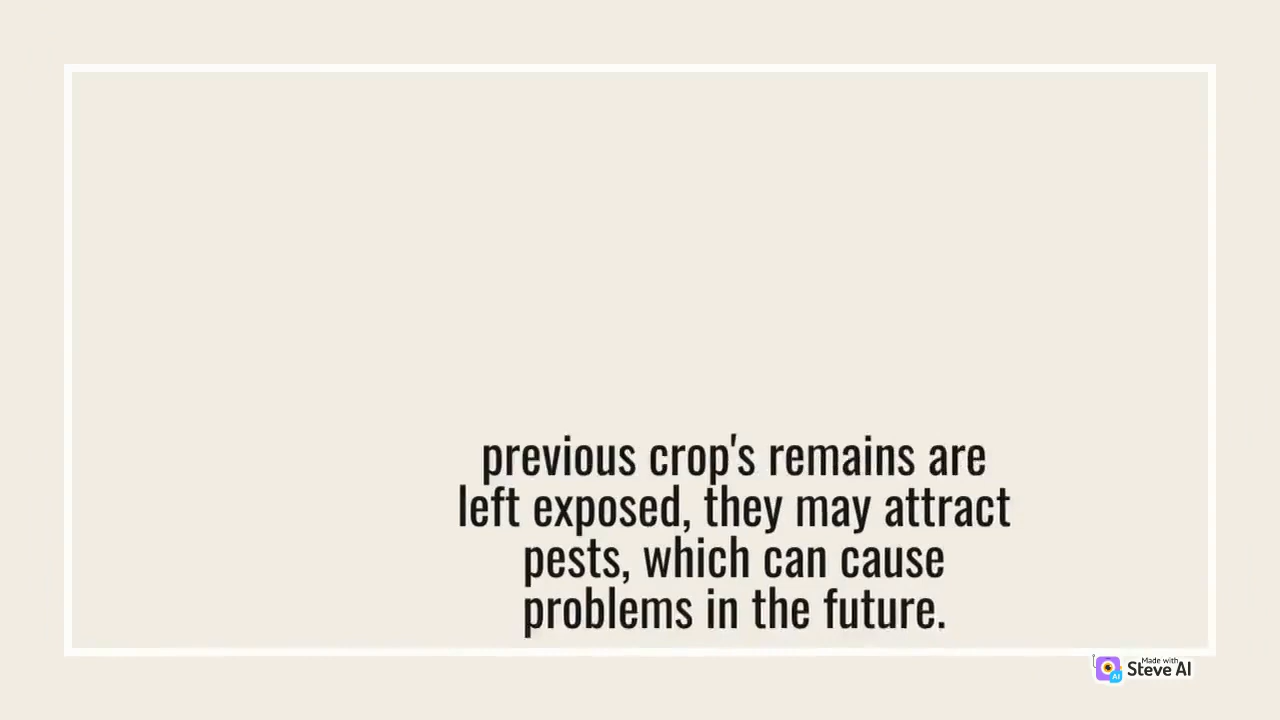 previous crop's remains are
left exposed, they may attract
pests, which can cause
problems in the future.
Made with
Steve AI
AI